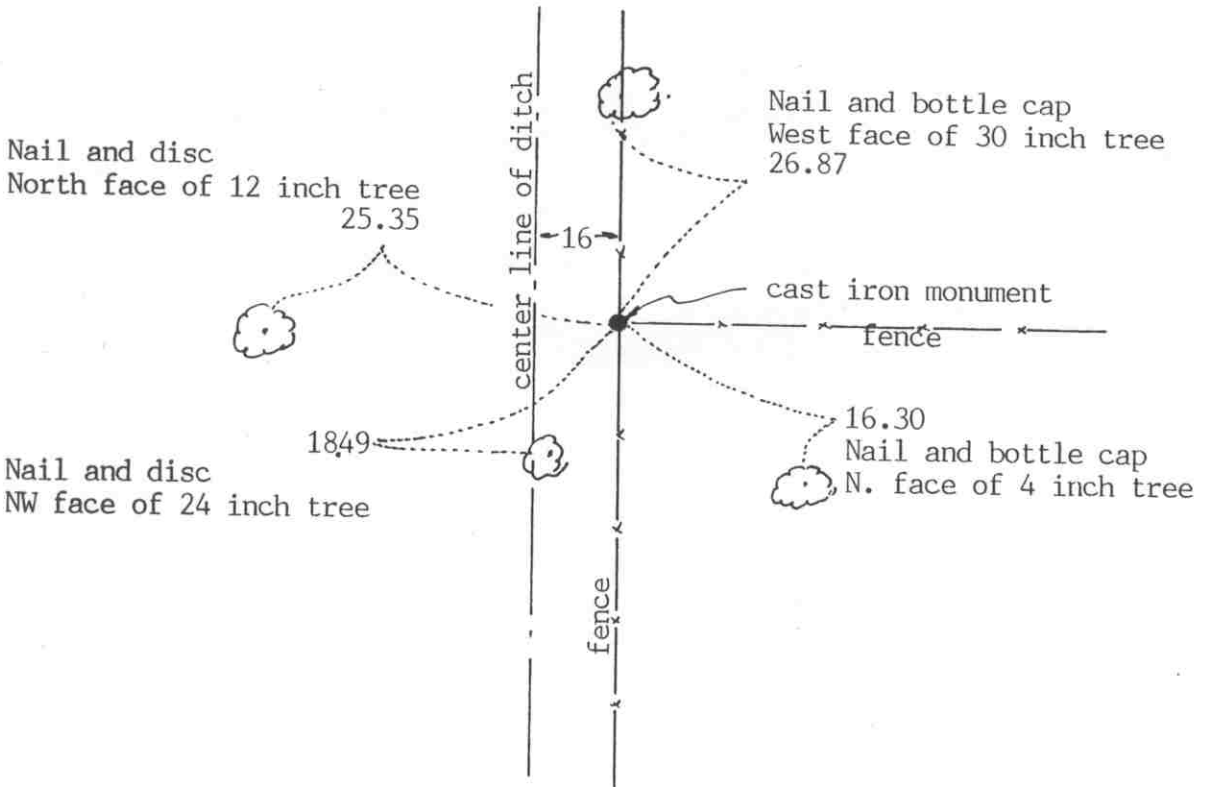 Nail and disc
North face of 12 inch tree
25.35
center line of ditch
16
Nail and bottle cap
West face of 30 inch tree
26.87
cast iron monument
fence
1849
Nail and disc
NW face of 24 inch tree
16.30
Nail and bottle cap
N. face of 4 inch tree
fence